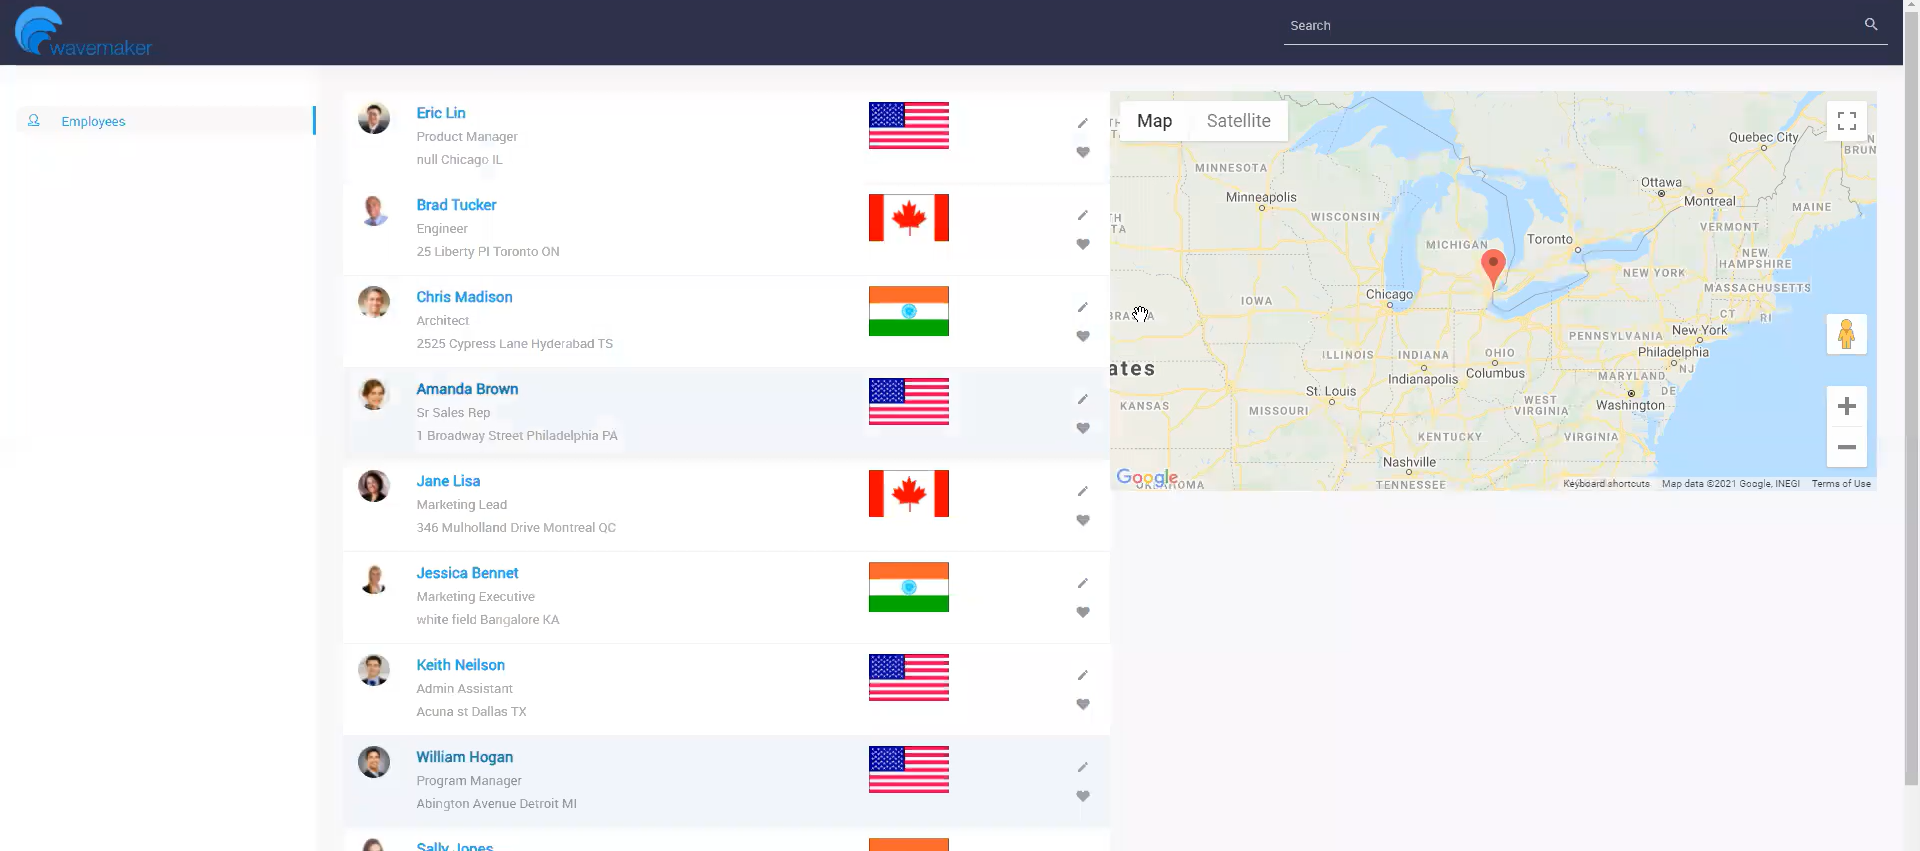 wavemaker
Search
Employees
Eric Lin
Product Manager
null Chicago IL
Brad Tucker
Engineer
25 Liberty Pl Toronto ON
Chris Madison
Architect
2525 Cypress Lane Hyderabad TS
Amanda Brown
Sr Sales Rep
1 Broadway Street Philadelphia PA
Jane Lisa
Marketing Lead
346 Mulholland Drive Montreal QC
Jessica Bennet
Marketing Executive
white field Bangalore KA
Keith Neilson
Admin Assistant
Acuna st Dallas TX
William Hogan
Program Manager
Abington Avenue Detroit MI
Sally Jones
Map Satellite
Quebec City
BRUN
MINNESOTA
Ottawa
Minneapolis
Montreal
MAINE
WISCONSIN
VERMONT
MICHIGAN
Toronto
NEW
HAMPSHIRE
NEW YORK
MASSACHUSETTS
Chicago
IOWA
CT RI
PENNSYLVANIA
New York
ILLINOIS INDIANA OHIO
Philadelphia
ates
Indianapolis
Columbus
MARYLAND
NJ
DE
St. Louis
KANSAS
MISSOURI
WEST
VIRGINIA
Washington
KENTUCKY
VIRGINIA
Nashville
TENNESSEE
Google
Keyboard shortcuts Map data ©2021 Google, INEGI Terms of Use